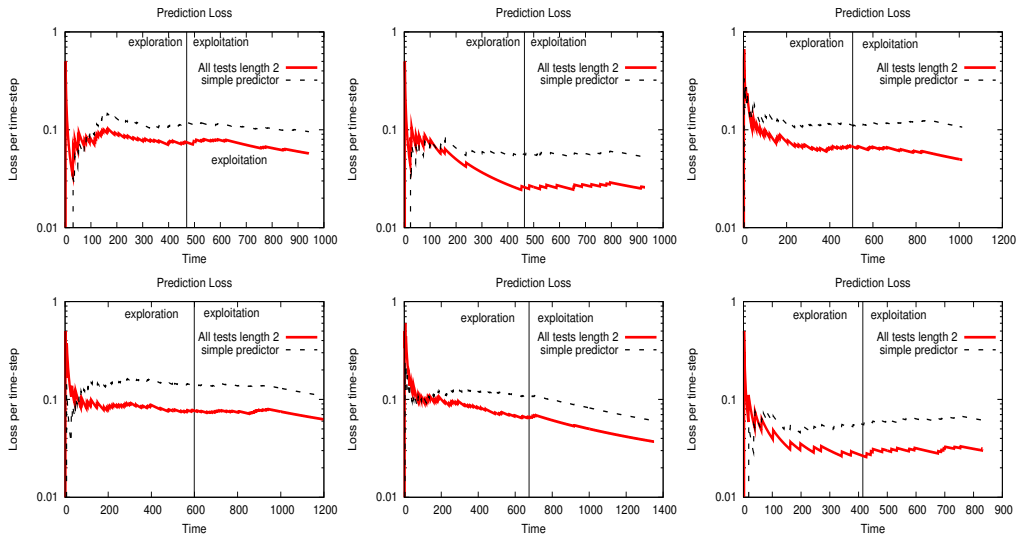 Prediction Loss
Loss per time-step
1
0.1
0.01
exploration exploitation
All tests length 2
simple predictor
exploitation
0 100 200 300 400 500 600 700 800 900 1000
Time
Prediction Loss
Loss per time-step
1
0.1
0.01
exploration exploitation
All tests length 2
simple predictor
0 100 200 300 400 500 600 700 800 900 1000
Time
Prediction Loss
Loss per time-step
1
0.1
0.01
exploration exploitation
All tests length 2
simple predictor
0 200 400 600 800 1000 1200
Time
Prediction Loss
Loss per time-step
1
0.1
0.01
exploration exploitation
All tests length 2
simple predictor
0 200 400 600 800 1000 1200
Time
Prediction Loss
Loss per time-step
1
0.1
0.01
exploration exploitation
All tests length 2
simple predictor
0 200 400 600 800 1000 1200 1400
Time
Prediction Loss
Loss per time-step
1
0.1
0.01
exploration exploitation
All tests length 2
simple predictor
0 100 200 300 400 500 600 700 800 900
Time